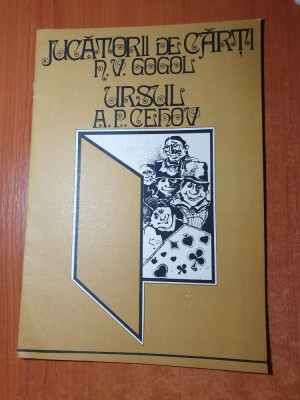 JUCĂTORII DE CĂRȚI
N.V. GOGOL
URSUL
A.P. CEHOV